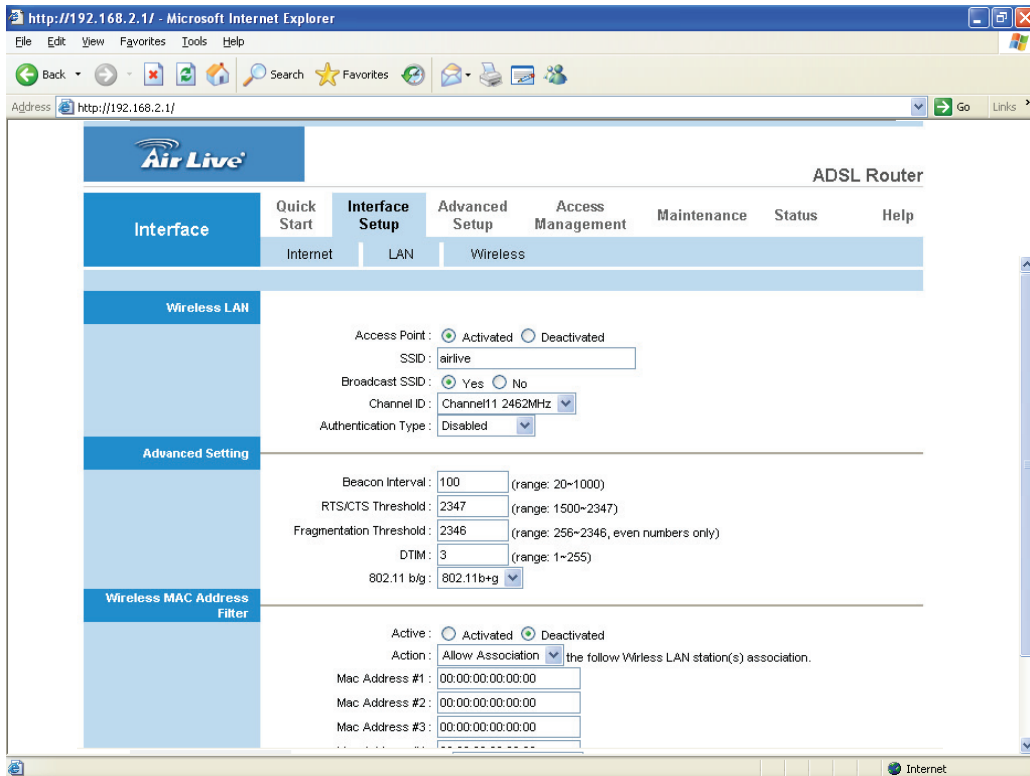 http://192.168.2.1/ - Microsoft Internet Explorer
File Edit View Favorites Tools Help
Back Search Favorites
Address http://192.168.2.1/ Go Links
Air Live
ADSL Router
Interface
Quick Start Interface Setup Advanced Setup Access Management Maintenance Status Help
Internet LAN Wireless
Wireless LAN
Access Point : Activated Deactivated
SSID : airlive
Broadcast SSID : Yes No
Channel ID : Channel11 2462MHz
Authentication Type : Disabled
Advanced Setting
Beacon Interval : 100 (range: 20~1000)
RTS/CTS Threshold : 2347 (range: 1500~2347)
Fragmentation Threshold : 2346 (range: 256~2346, even numbers only)
DTIM : 3 (range: 1~255)
802.11 b/g : 802.11b+g
Wireless MAC Address Filter
Active : Activated Deactivated
Action : Allow Association the follow Wirless LAN station(s) association.
Mac Address #1 : 00:00:00:00:00:00
Mac Address #2 : 00:00:00:00:00:00
Mac Address #3 : 00:00:00:00:00:00
Internet